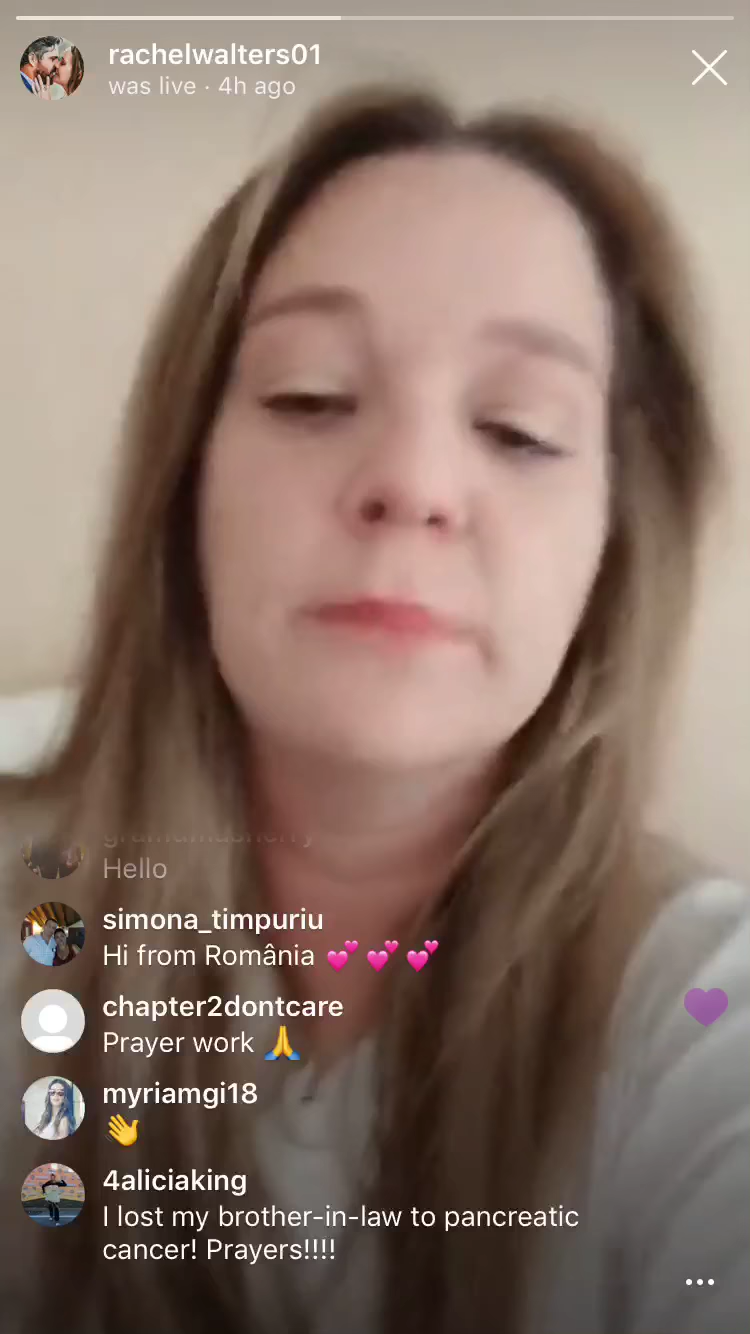 rachelwalters01
was live · 4h ago
Hello
simona_timpuriu
Hi from România 💕 💕 💕
chapter2dontcare
Prayer work 🙏
myriamgi18
👋
4aliciaking
I lost my brother-in-law to pancreatic
cancer! Prayers!!!!